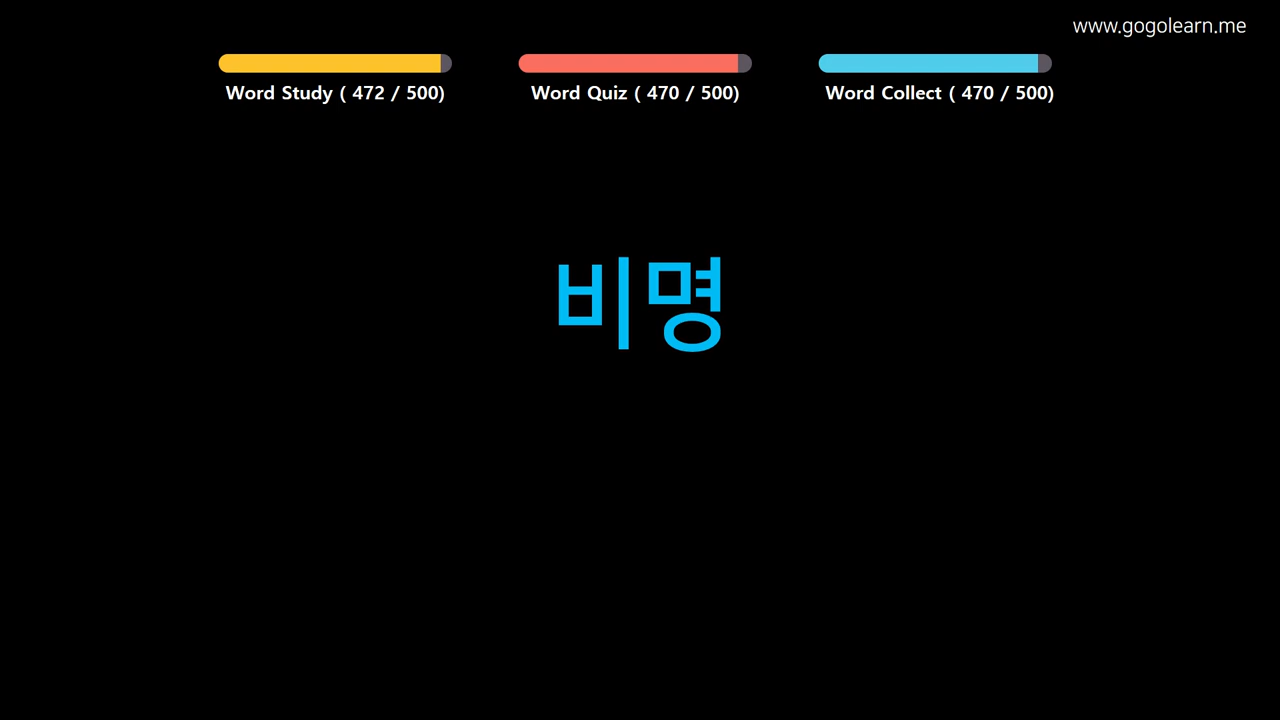 www.gogolearn.me
Word Study ( 472 / 500)
Word Quiz ( 470 / 500)
Word Collect ( 470 / 500)
비명